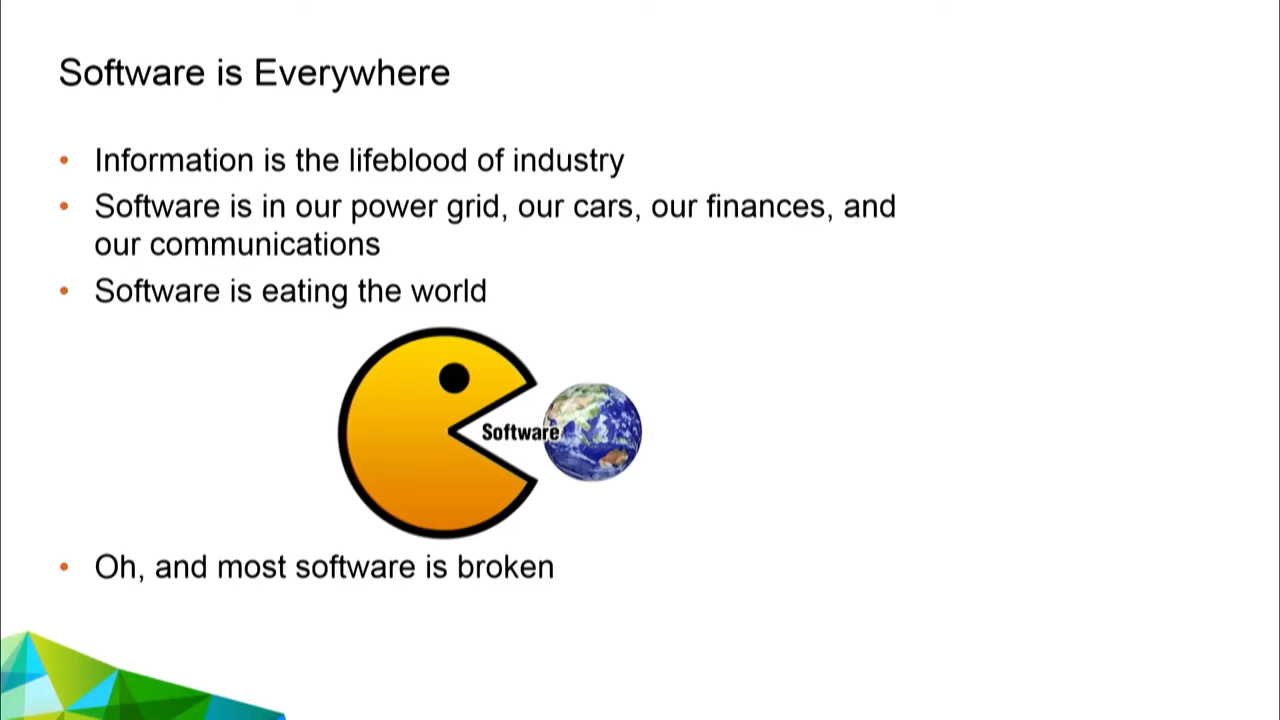 Software is Everywhere
• Information is the lifeblood of industry
• Software is in our power grid, our cars, our finances, and
our communications
• Software is eating the world
Software
• Oh, and most software is broken